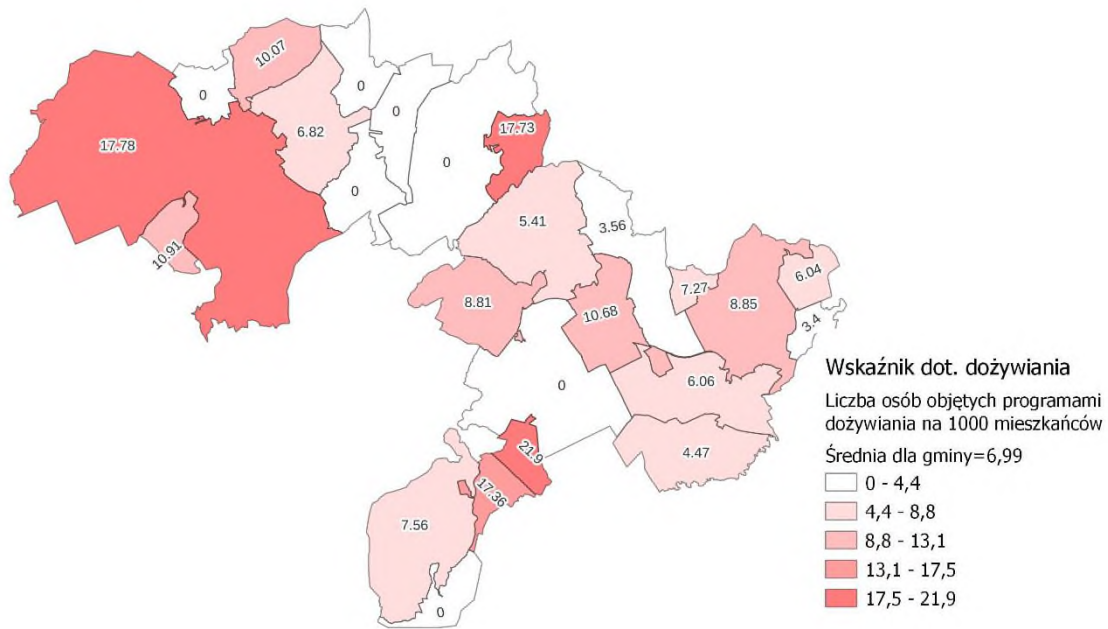 10.07
0
0
0
17.78
6.82
17.73
0
0
5.41
3.56
10.91
6.04
7.27
8.81
8.85
10.68
3.4
Wskaźnik dot. dożywiania
Liczba osób objętych programami
dożywiania na 1000 mieszkańców
Średnia dla gminy=6,99
0 - 4,4
4,4 - 8,8
8,8 - 13,1
13,1 - 17,5
17,5 - 21,9
0
6.06
21.9
4.47
17.36
7.56
0